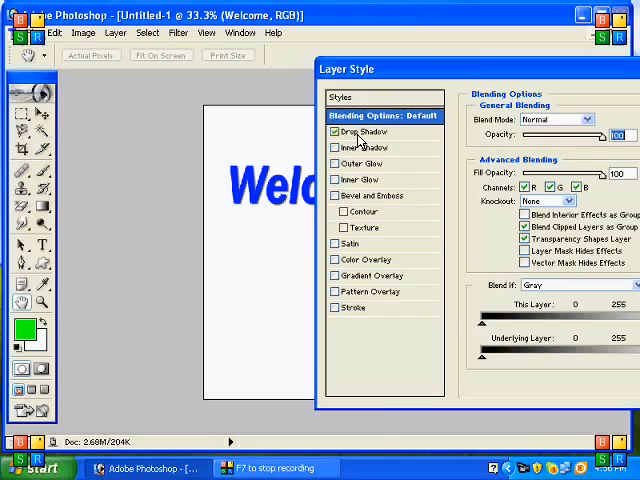 Adobe Photoshop - [Untitled-1 @ 33.3% (Welcome, RGB)]
Edit Image Layer Select Filter View Window Help
Actual Pixels Fit On Screen Print Size
Layer Style
Styles
Blending Options: Default
Drop Shadow
Inner Shadow
Outer Glow
Inner Glow
Bevel and Emboss
Contour
Texture
Satin
Color Overlay
Gradient Overlay
Pattern Overlay
Stroke
Blending Options
General Blending
Blend Mode: Normal
Opacity: 100
Advanced Blending
Fill Opacity: 100
Channels: R G B
Knockout: None
Blend Interior Effects as Group
Blend Clipped Layers as Group
Transparency Shapes Layer
Layer Mask Hides Effects
Vector Mask Hides Effects
Blend if: Gray
This Layer: 0 255
Underlying Layer: 0 255
Welc
Doc: 2.68M/204K
start Adobe Photoshop - [... F7 to stop recording
B S R
B S R
B S R
B S R